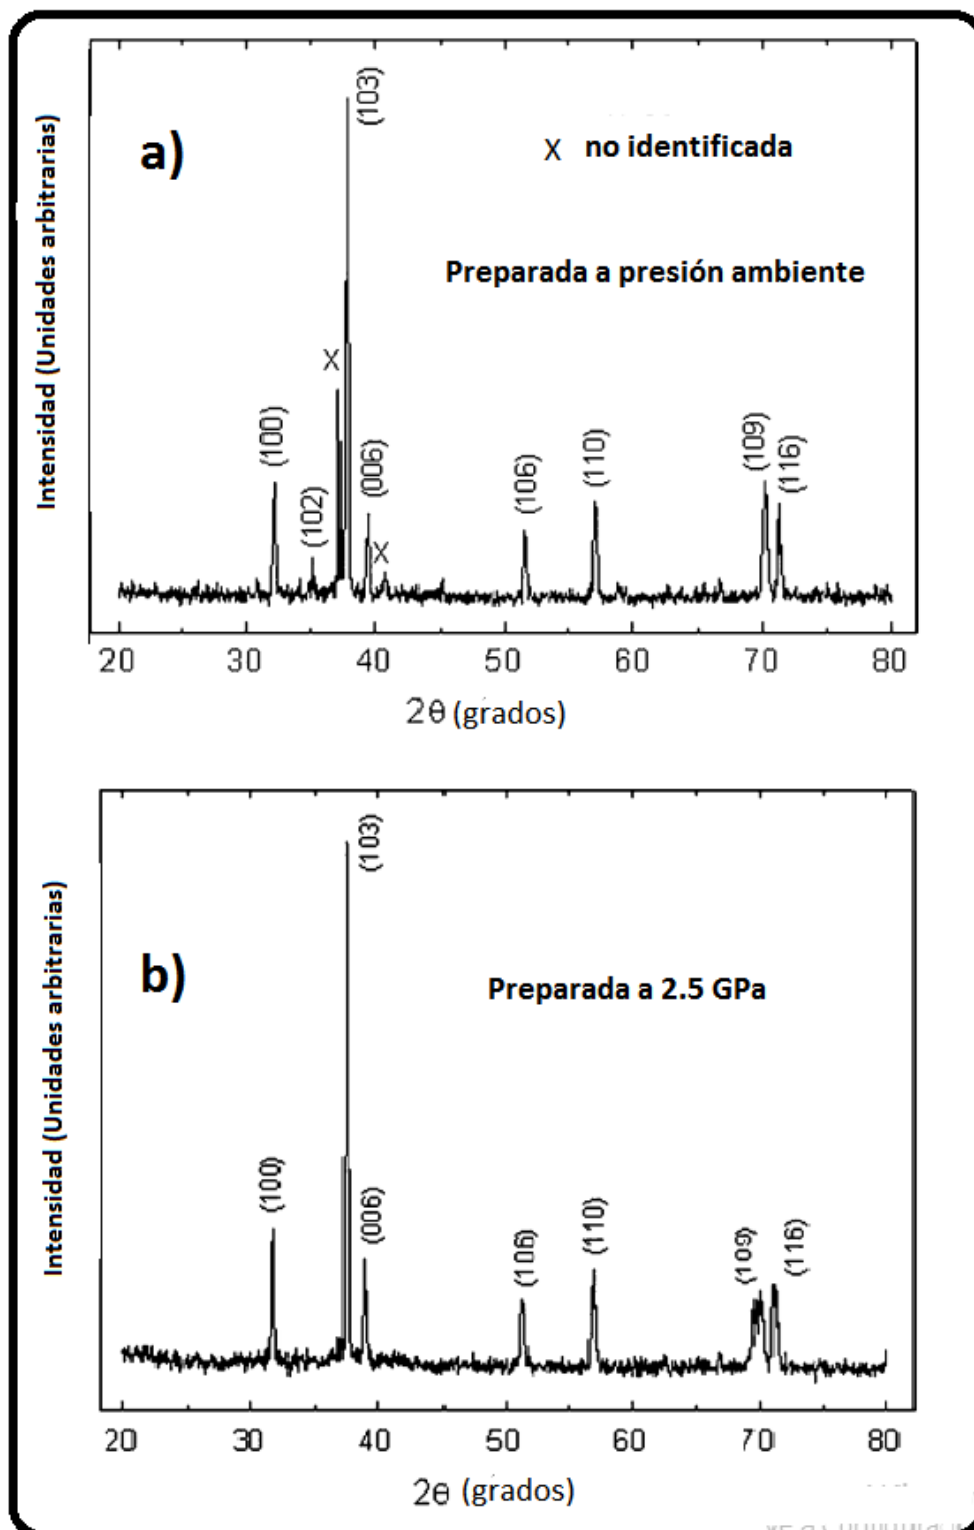 a)
Intensidad (Unidades arbitrarias)
X no identificada
Preparada a presión ambiente
(100)
(102)
X
(103)
(006)
X
(106)
(110)
(109)
(116)
20 30 40 50 60 70 80
2θ (grados)
b)
Intensidad (Unidades arbitrarias)
Preparada a 2.5 GPa
(100)
(103)
(006)
(106)
(110)
(109)
(116)
20 30 40 50 60 70 80
2θ (grados)